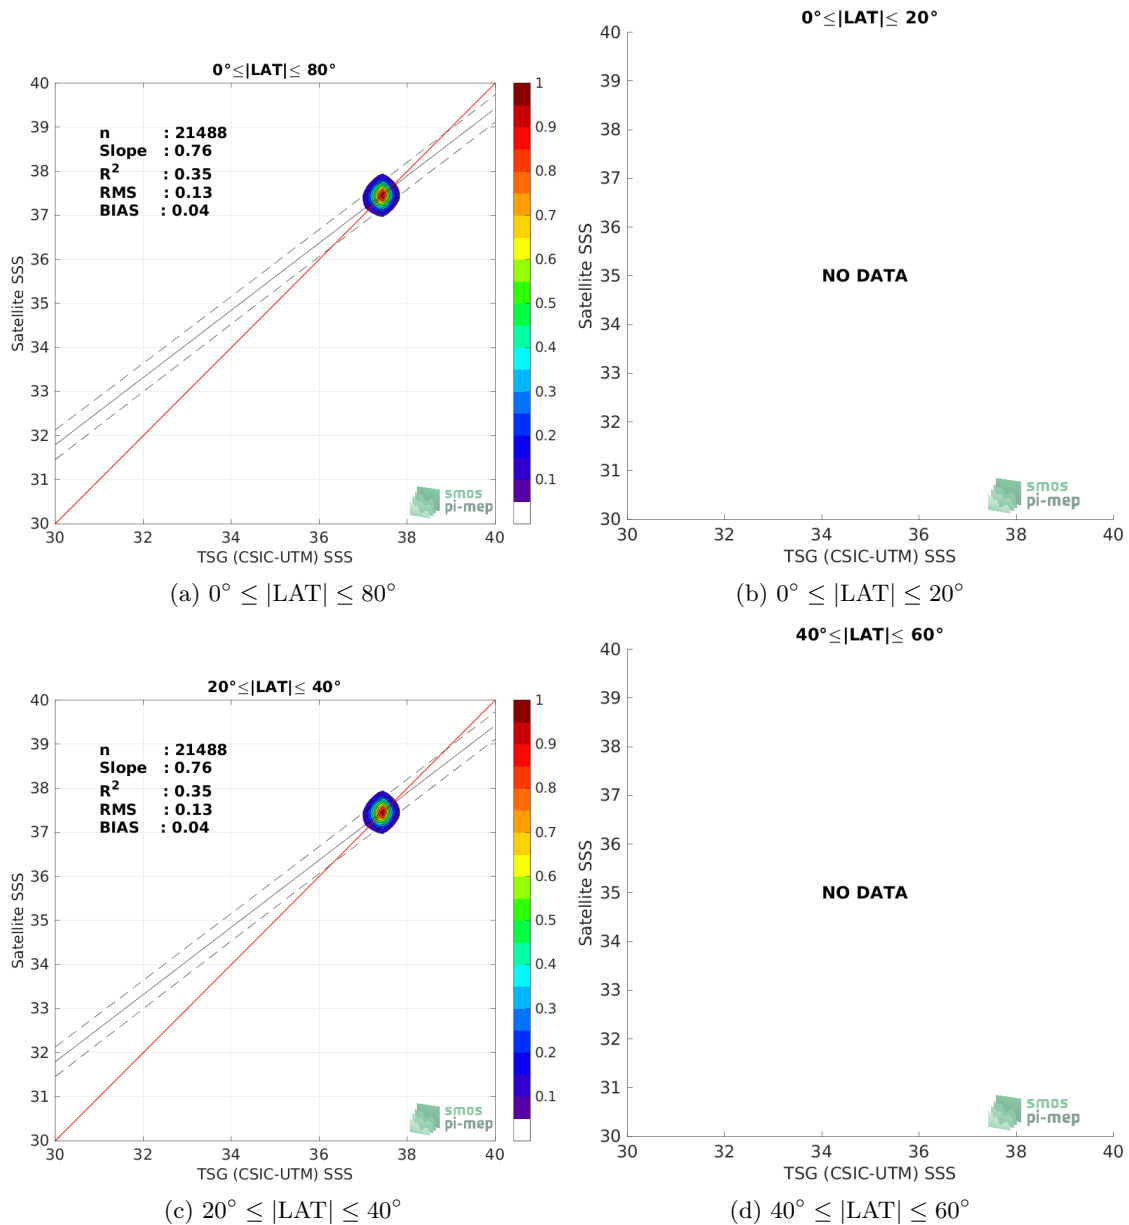 0°≤|LAT|≤ 80°
40
39
38
37
36
35
34
33
32
31
30
Satellite SSS
n : 21488
Slope : 0.76
R² : 0.35
RMS : 0.13
BIAS : 0.04
smos
pi-mep
30 32 34 36 38 40
TSG (CSIC-UTM) SSS
1
0.9
0.8
0.7
0.6
0.5
0.4
0.3
0.2
0.1
(a) 0° ≤ |LAT| ≤ 80°
0°≤|LAT|≤ 20°
40
39
38
37
36
35
34
33
32
31
30
Satellite SSS
NO DATA
smos
pi-mep
30 32 34 36 38 40
TSG (CSIC-UTM) SSS
(b) 0° ≤ |LAT| ≤ 20°
20°≤|LAT|≤ 40°
40
39
38
37
36
35
34
33
32
31
30
Satellite SSS
n : 21488
Slope : 0.76
R² : 0.35
RMS : 0.13
BIAS : 0.04
smos
pi-mep
30 32 34 36 38 40
TSG (CSIC-UTM) SSS
1
0.9
0.8
0.7
0.6
0.5
0.4
0.3
0.2
0.1
(c) 20° ≤ |LAT| ≤ 40°
40°≤|LAT|≤ 60°
40
39
38
37
36
35
34
33
32
31
30
Satellite SSS
NO DATA
smos
pi-mep
30 32 34 36 38 40
TSG (CSIC-UTM) SSS
(d) 40° ≤ |LAT| ≤ 60°